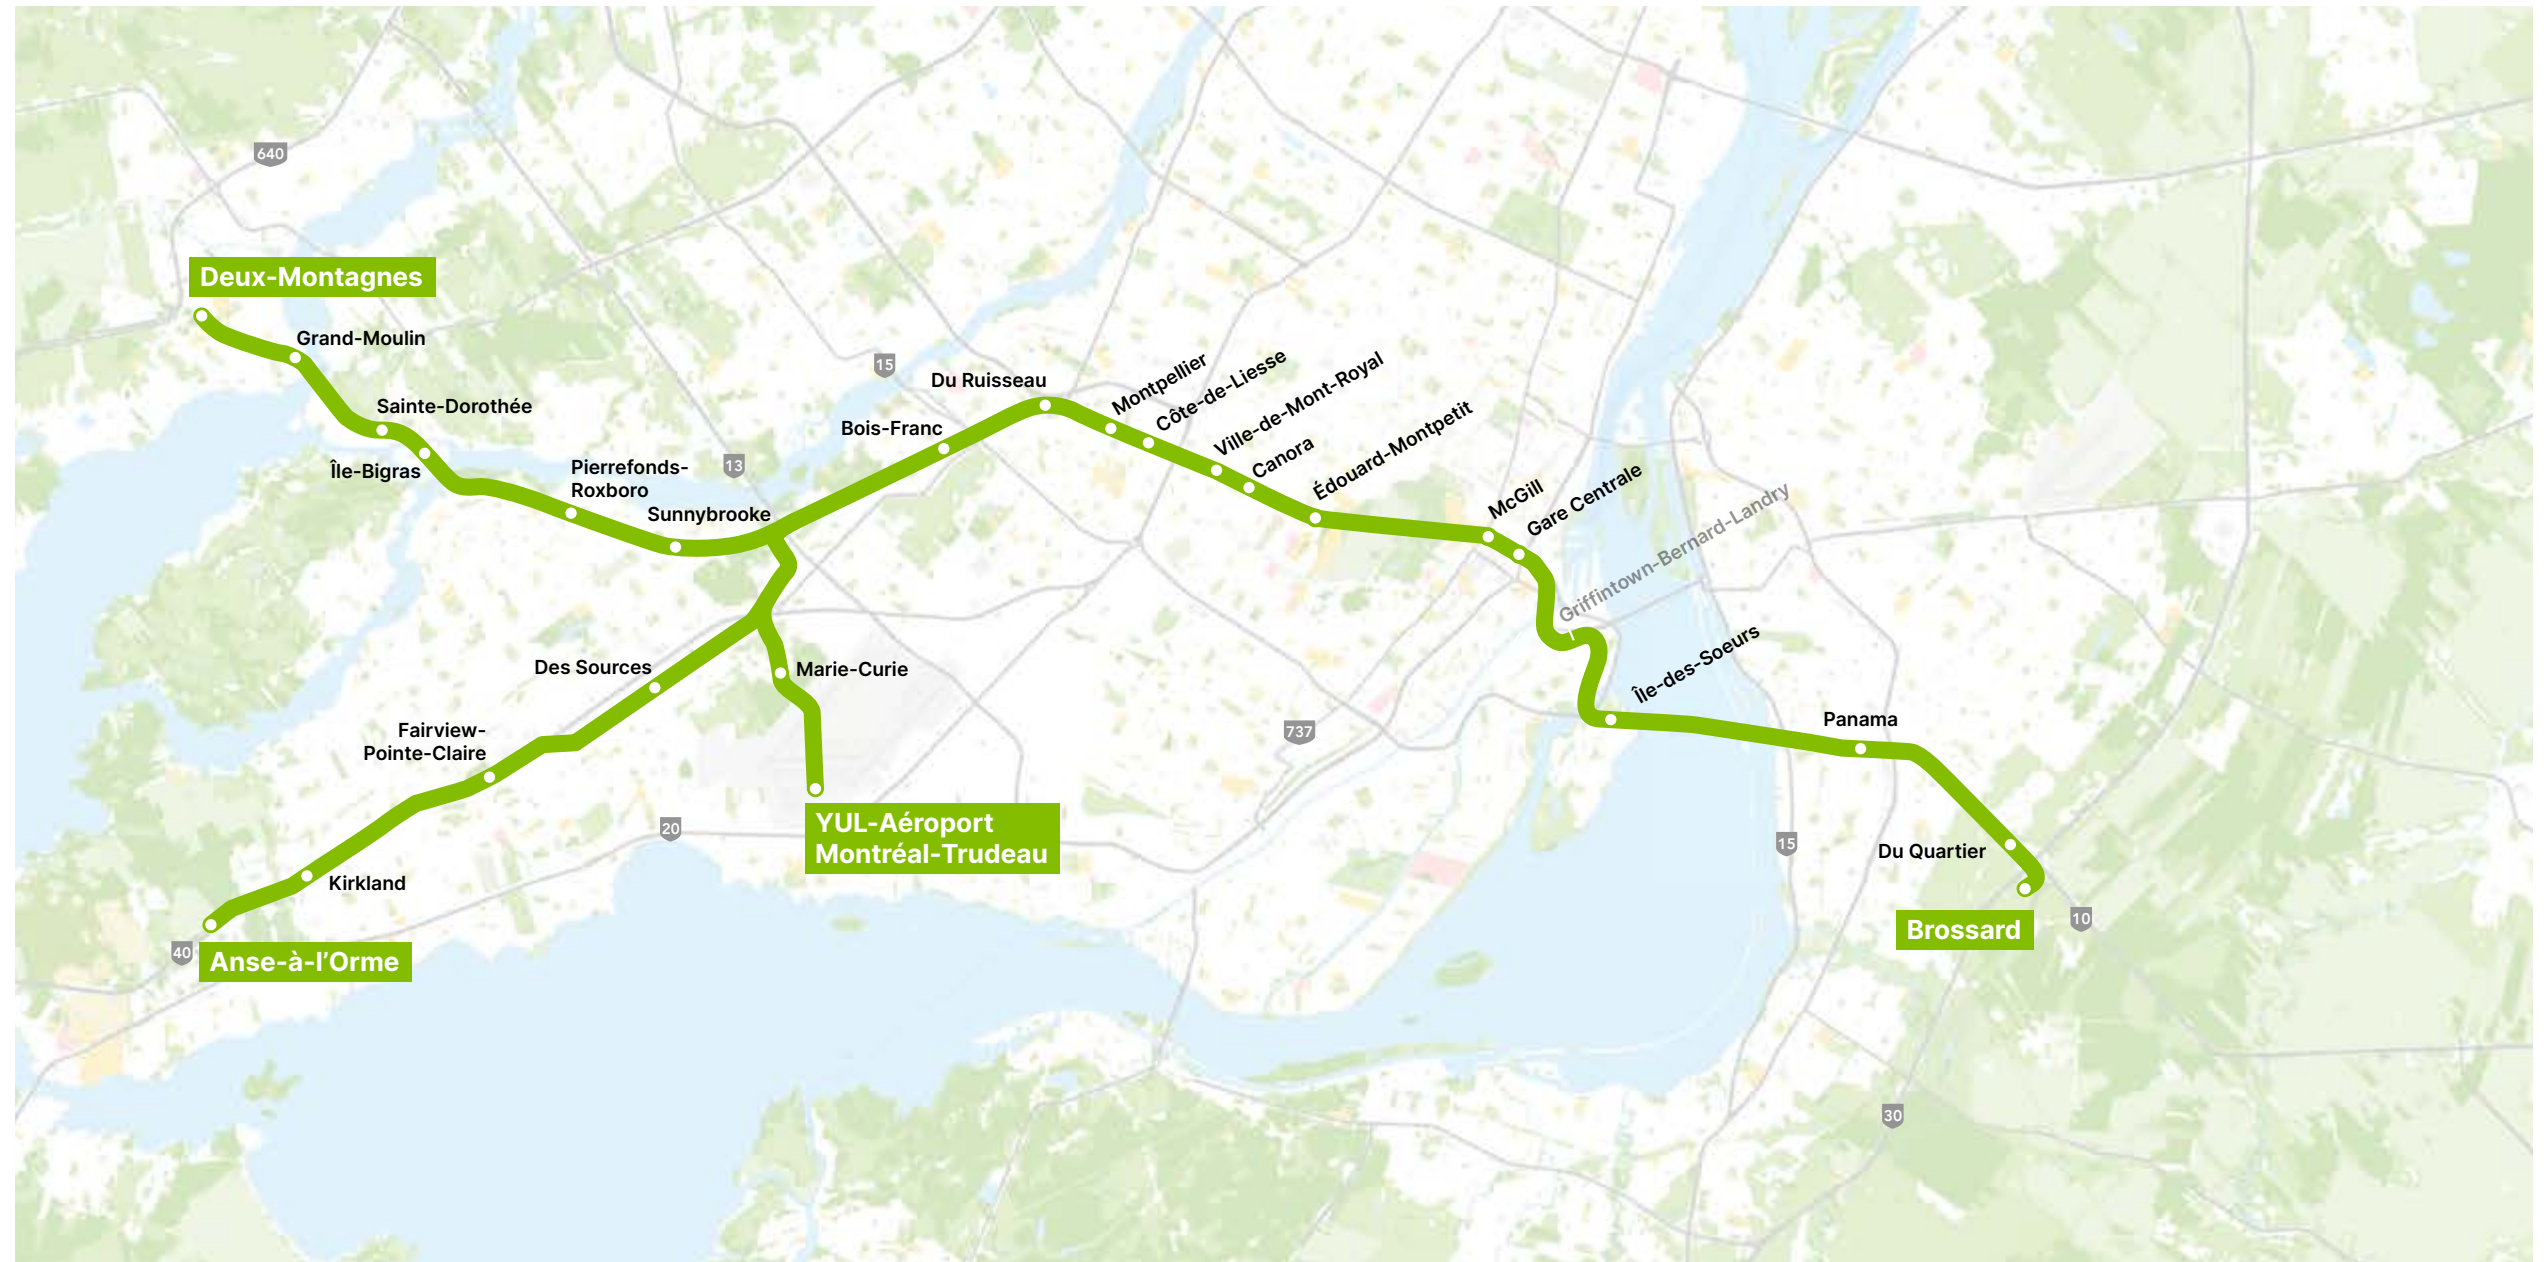 640
Deux-Montagnes
Grand-Moulin
Sainte-Dorothée
Île-Bigras
Pierrefonds-
Roxboro
Sunnybrooke
13
15
Bois-Franc
Du Ruisseau
Montpellier
Côte-de-Liesse
Ville-de-Mont-Royal
Canora
Édouard-Montpetit
McGill
Gare Centrale
Griffintown-Bernard-Landry
Île-des-Soeurs
Panama
Du Quartier
Brossard
10
15
30
737
Des Sources
Marie-Curie
Fairview-
Pointe-Claire
YUL-Aéroport
Montréal-Trudeau
20
Kirkland
40
Anse-à-l’Orme